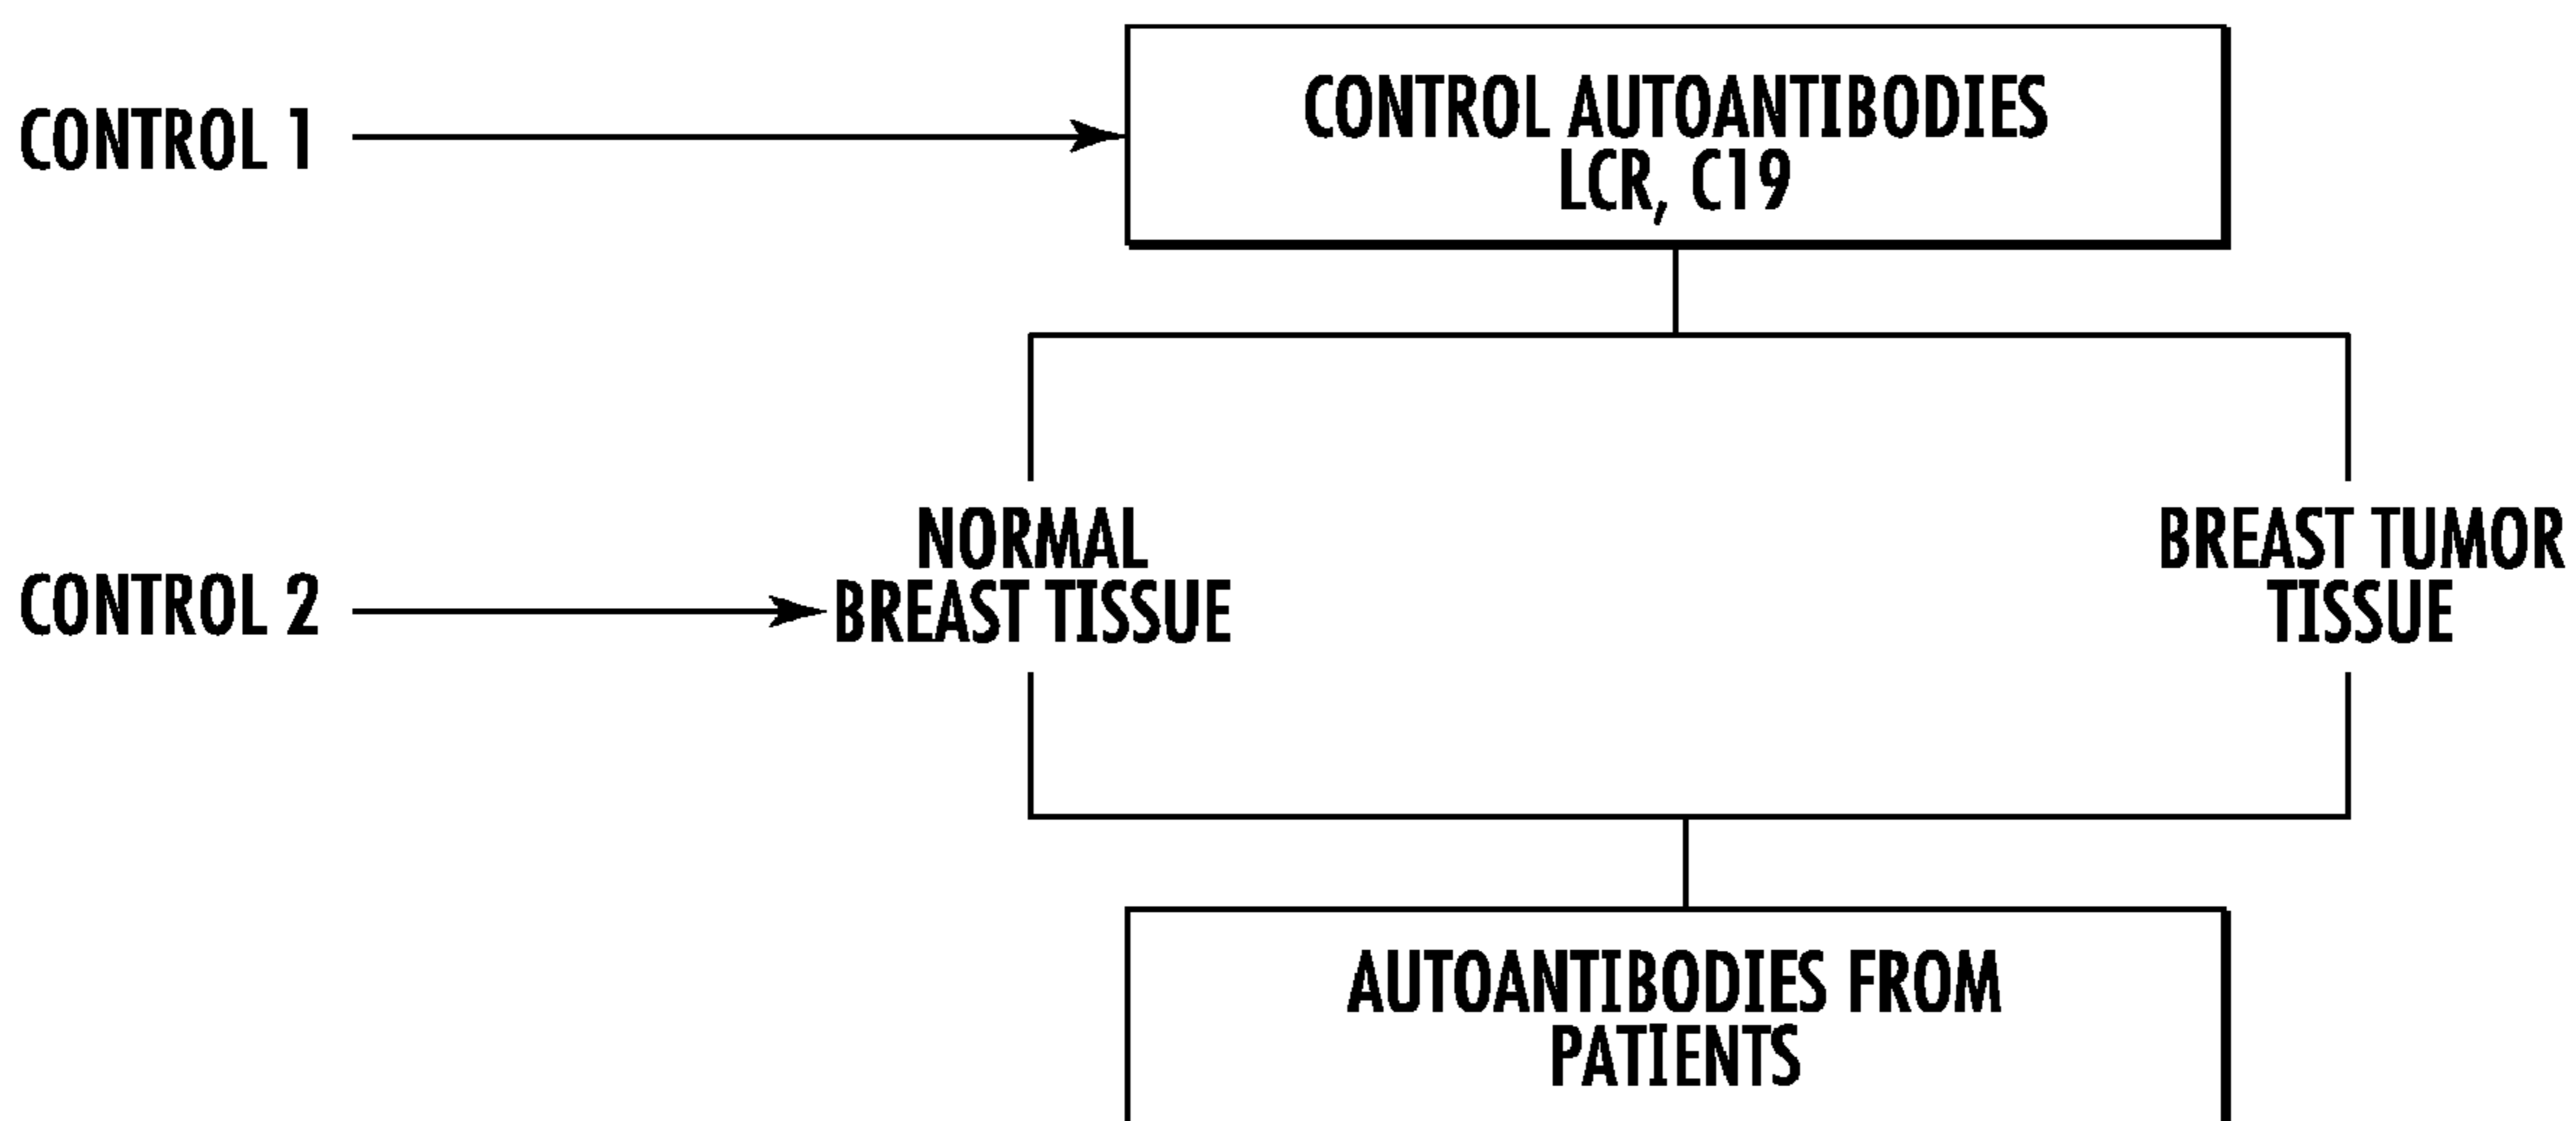 CONTROL 1
CONTROL AUTOANTIBODIES
LCR, C19
CONTROL 2
NORMAL
BREAST TISSUE
BREAST TUMOR
TISSUE
AUTOANTIBODIES FROM
PATIENTS